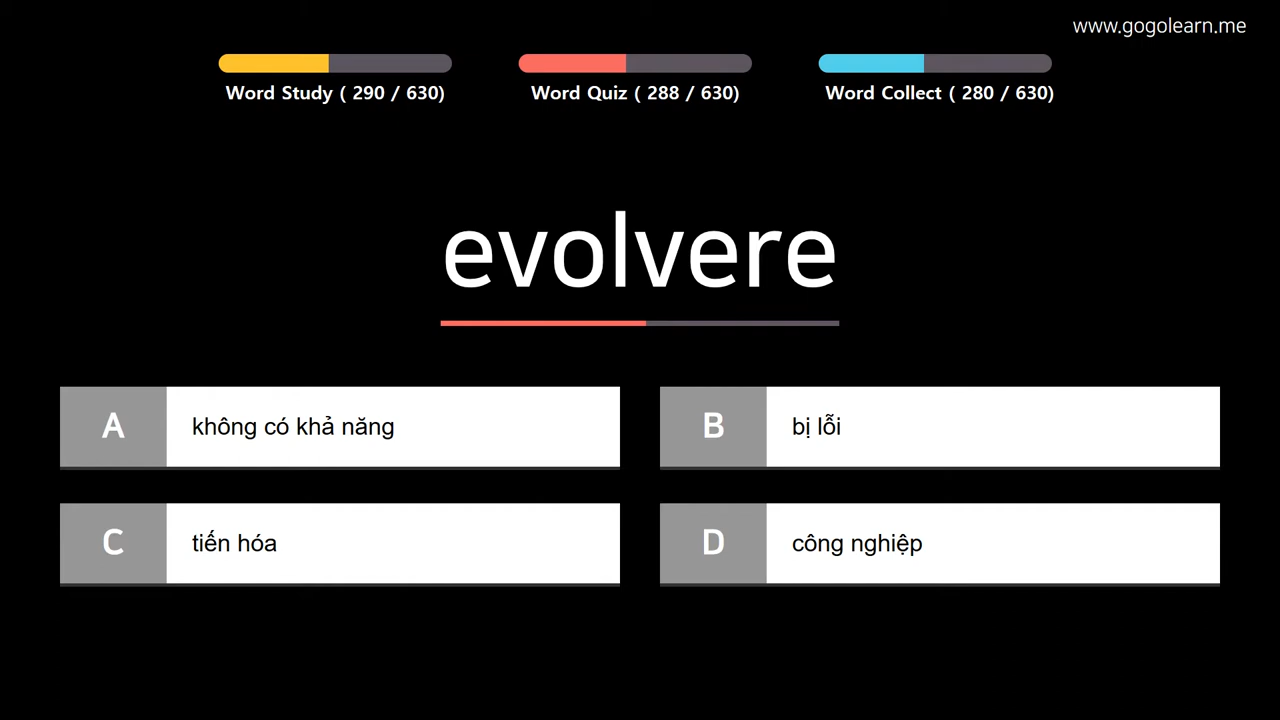 www.gogolearn.me
Word Study ( 290 / 630)
Word Quiz ( 288 / 630)
Word Collect ( 280 / 630)
evolvere
A không có khả năng
B bị lỗi
C tiến hóa
D công nghiệp